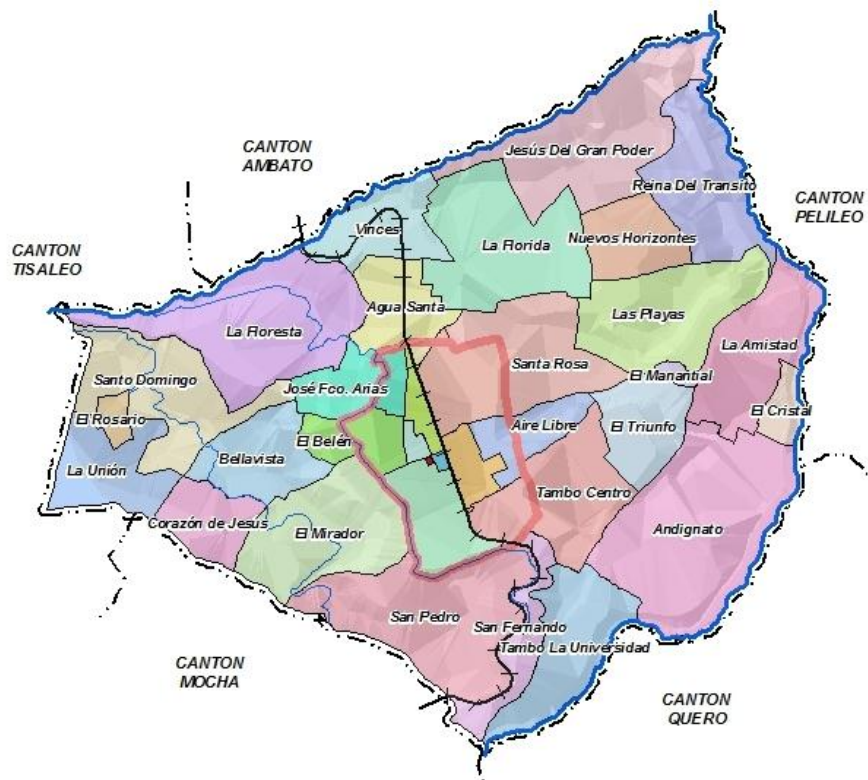 CANTON
AMBATO
Jesús Del Gran Poder
Reina Del Transito
CANTON
PELILEO
Vinces
La Florida
Nuevos Horizontes
CANTON
TISALEO
Agua Santa
Las Playas
La Floresta
La Amistad
Santa Rosa
Santo Domingo
José Fco. Arias
El Manantial
El Rosario
El Cristal
El Belén
Aire Libre
El Triunfo
Bellavista
La Unión
Tambo Centro
Corazón de Jesús
El Mirador
Andignato
San Pedro
San Fernando
Tambo La Universidad
CANTON
MOCHA
CANTON
QUERO